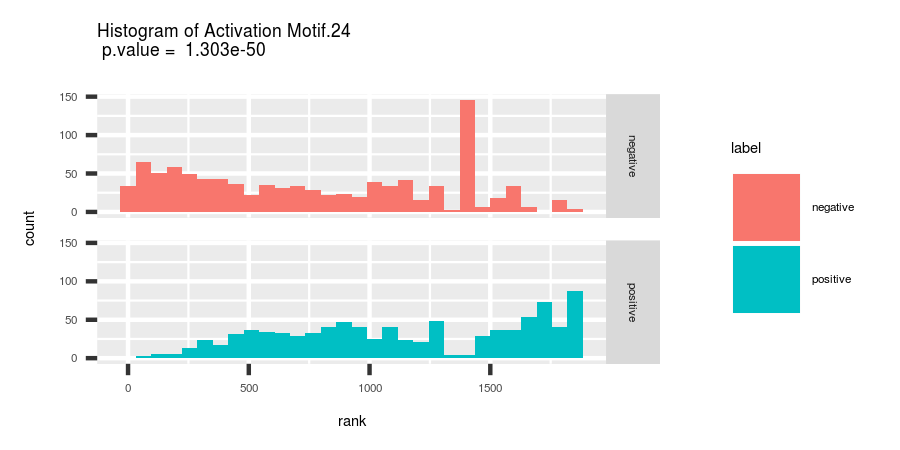 Histogram of Activation Motif.24
p.value =  1.303e-50
150
100
50
0
negative
150
100
50
0
positive
count
0
500
1000
1500
rank
label
negative
positive